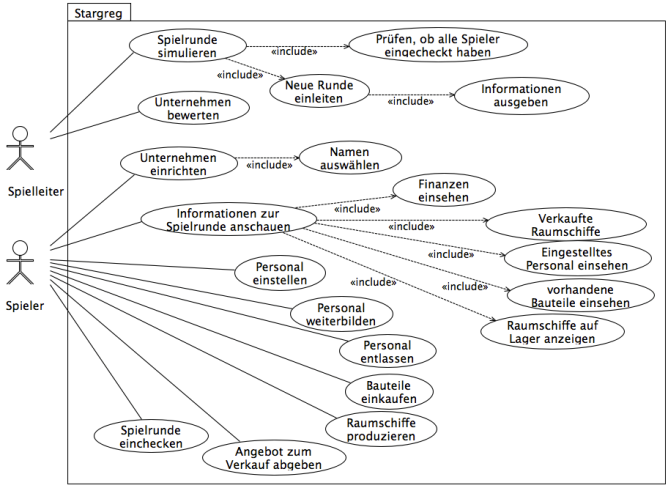 Stargreg
Spielrunde
simulieren
«include»
Prüfen, ob alle Spieler
eingecheckt haben
«include»
Neue Runde
einleiten
«include»
Informationen
ausgeben
Unternehmen
bewerten
Spielleiter
Unternehmen
einrichten
«include»
Namen
auswählen
Informationen zur
Spielrunde anschauen
«include»
Finanzen
einsehen
«include»
Verkaufte
Raumschiffe
«include»
Eingestelltes
Personal einsehen
«include»
vorhandene
Bauteile einsehen
«include»
Raumschiffe auf
Lager anzeigen
Spieler
Personal
einstellen
Personal
weiterbilden
Personal
entlassen
Bauteile
einkaufen
Raumschiffe
produzieren
Spielrunde
einchecken
Angebot zum
Verkauf abgeben